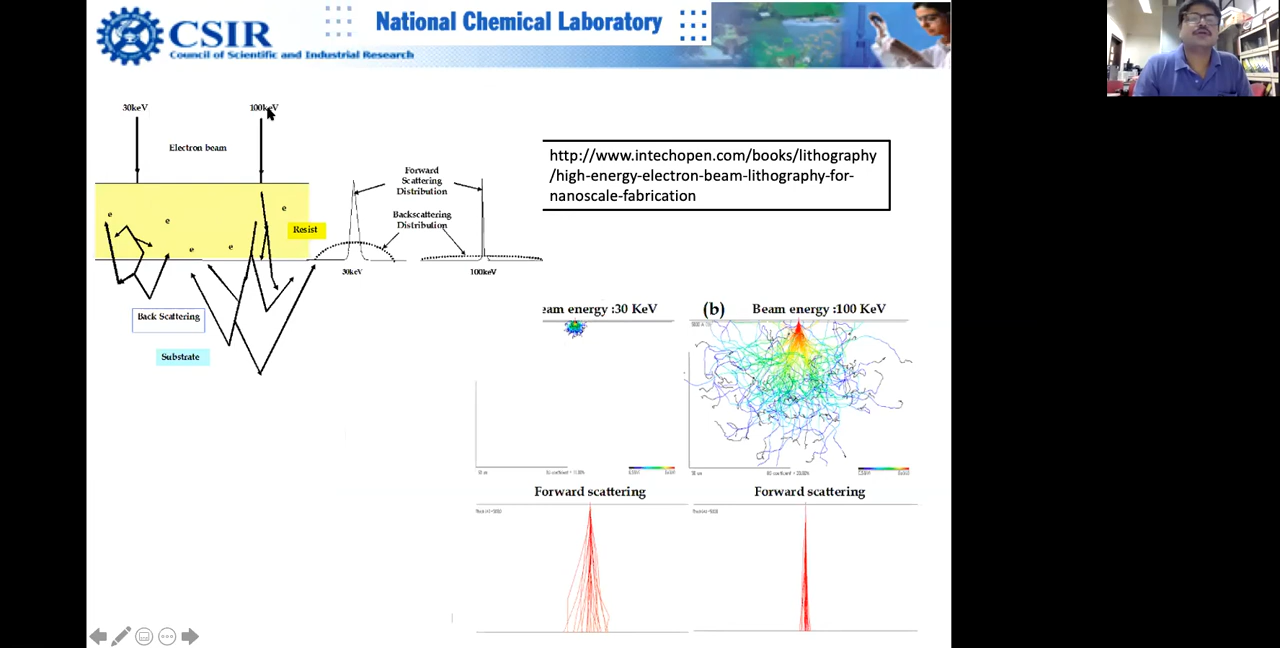 CSIR
Council of Scientific and Industrial Research
National Chemical Laboratory
30keV
100keV
Electron beam
e
e
e
e
e
Resist
Back Scattering
Substrate
Forward
Scattering
Distribution
Backscattering
Distribution
30keV
100keV
http://www.intechopen.com/books/lithography
/high-energy-electron-beam-lithography-for-
nanoscale-fabrication
eam energy :30 KeV
(b) Beam energy :100 KeV
Forward scattering
Forward scattering